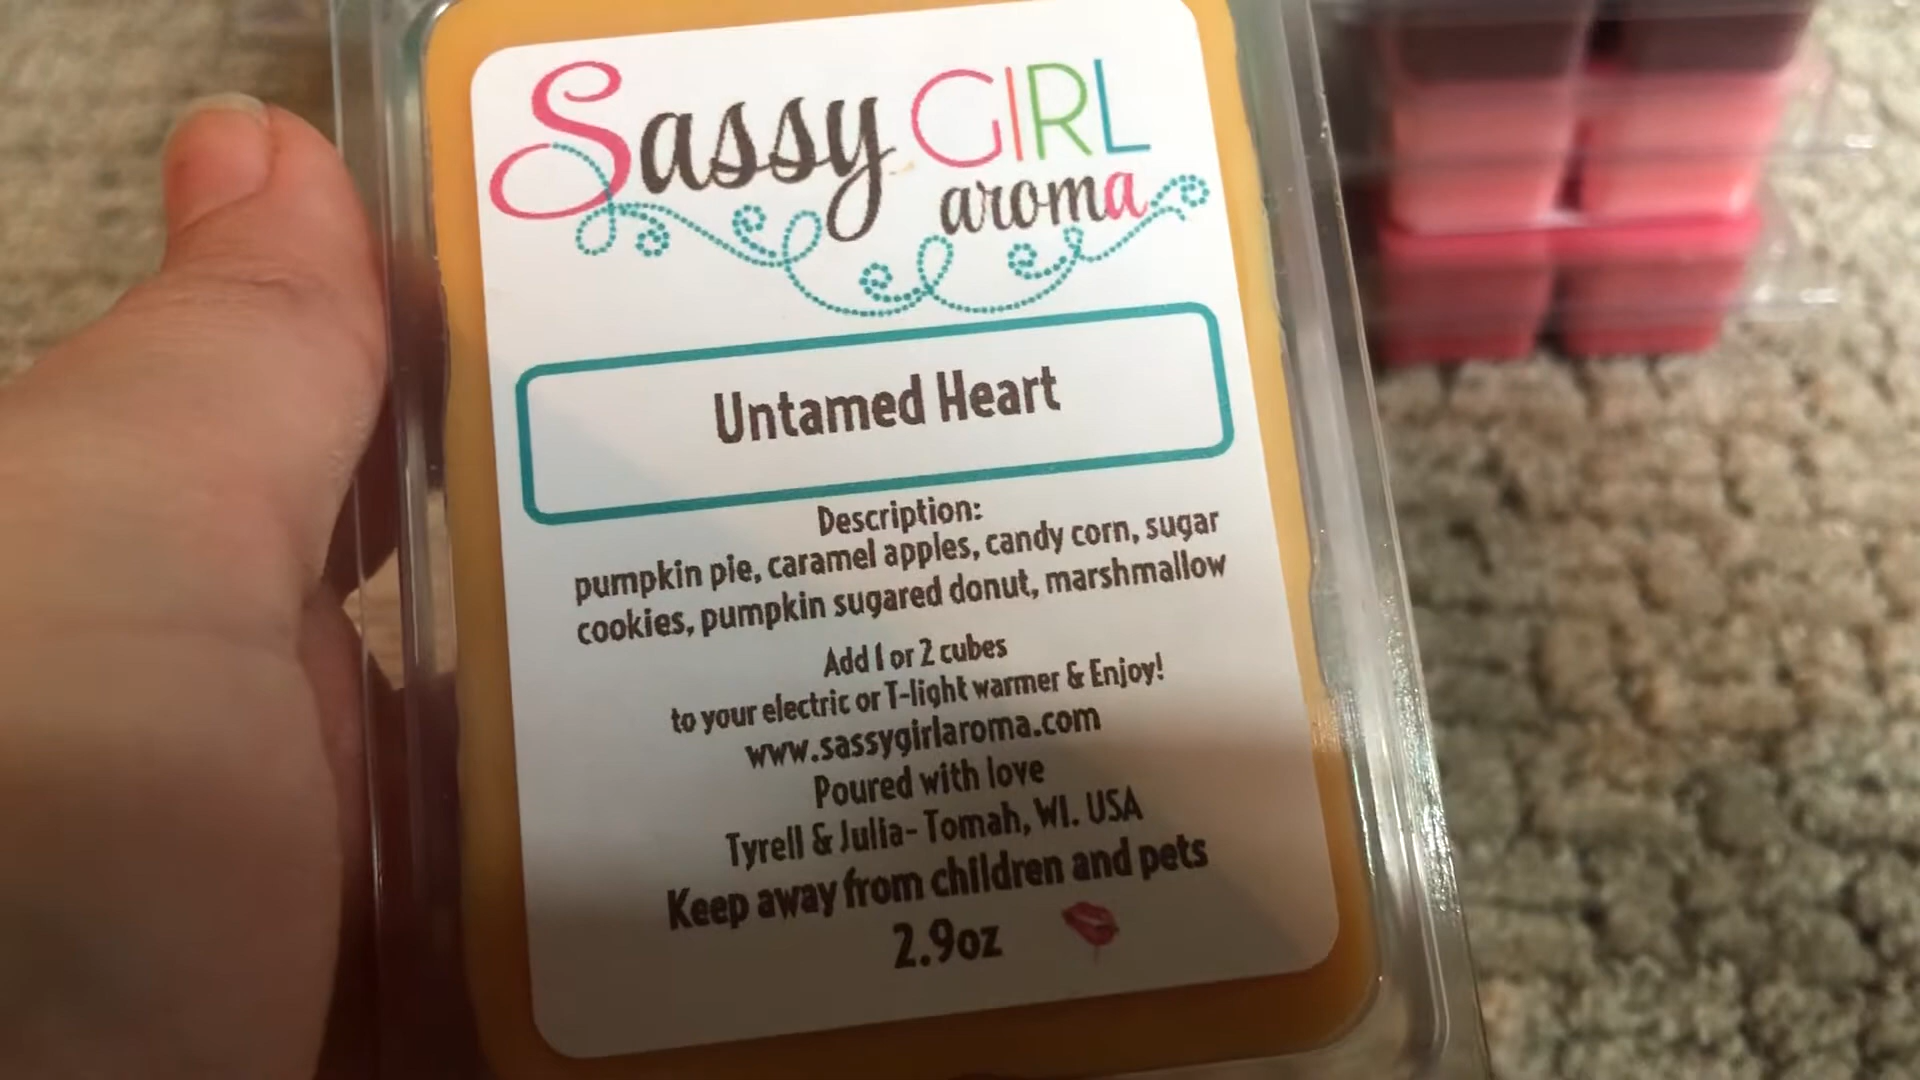 Sassy GIRL
aroma
Untamed Heart
Description:
pumpkin pie, caramel apples, candy corn, sugar
cookies, pumpkin sugared donut, marshmallow
Add 1 or 2 cubes
to your electric or T-light warmer & Enjoy!
www.sassygirlaroma.com
Poured with love
Tyrell & Julia- Tomah, WI. USA
Keep away from children and pets
2.9oz